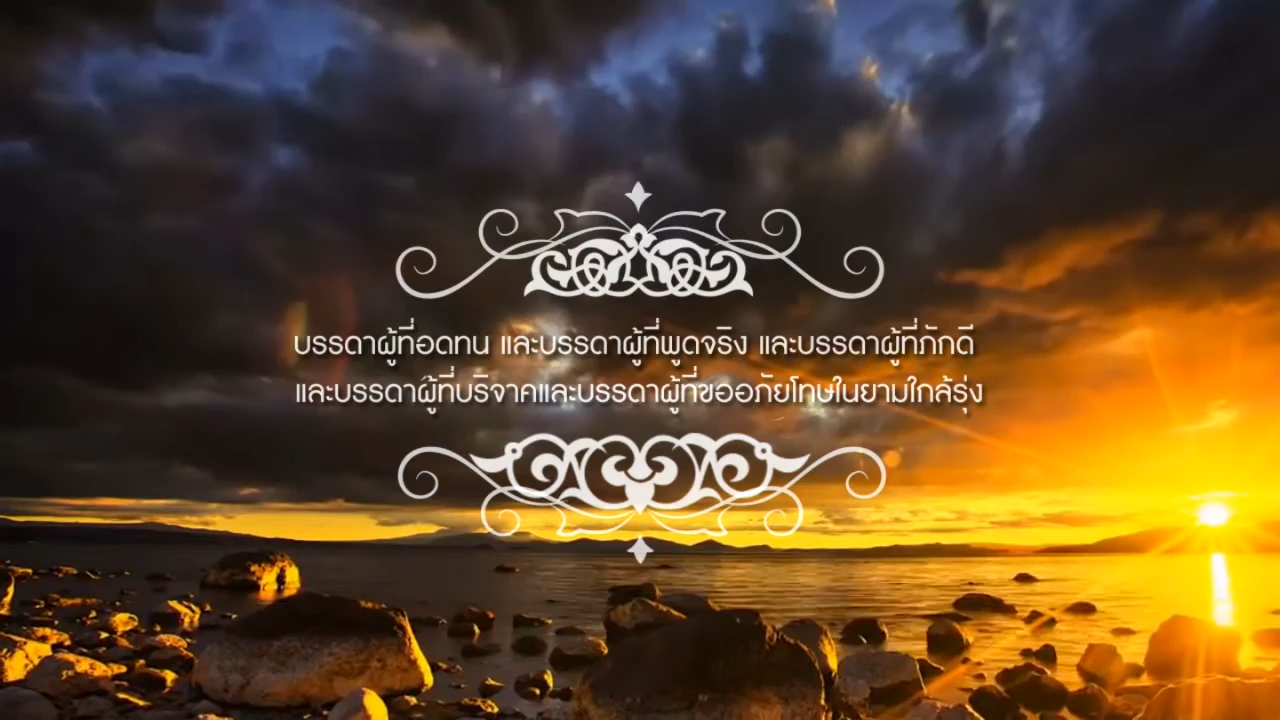 บรรดาผู้ที่อดทน และบรรดาผู้ที่พูดจริง และบรรดาผู้ที่ภักดี
และบรรดาผู้ที่บริจาคและบรรดาผู้ที่ขออภัยโทษในยามใกล้รุ่ง